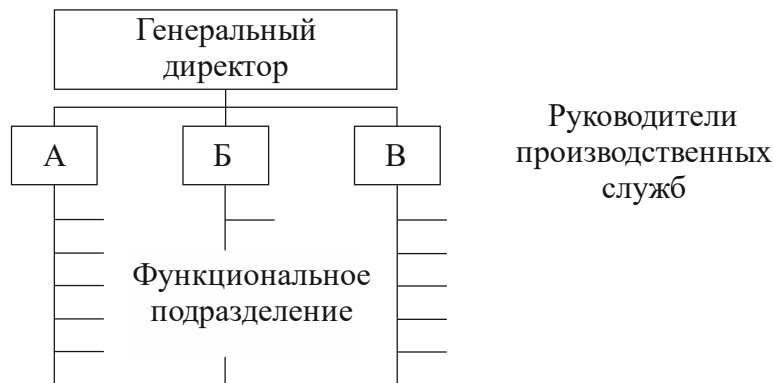 Генеральный
директор
А
Б
В
Руководители
производственных
служб
Функциональное
подразделение